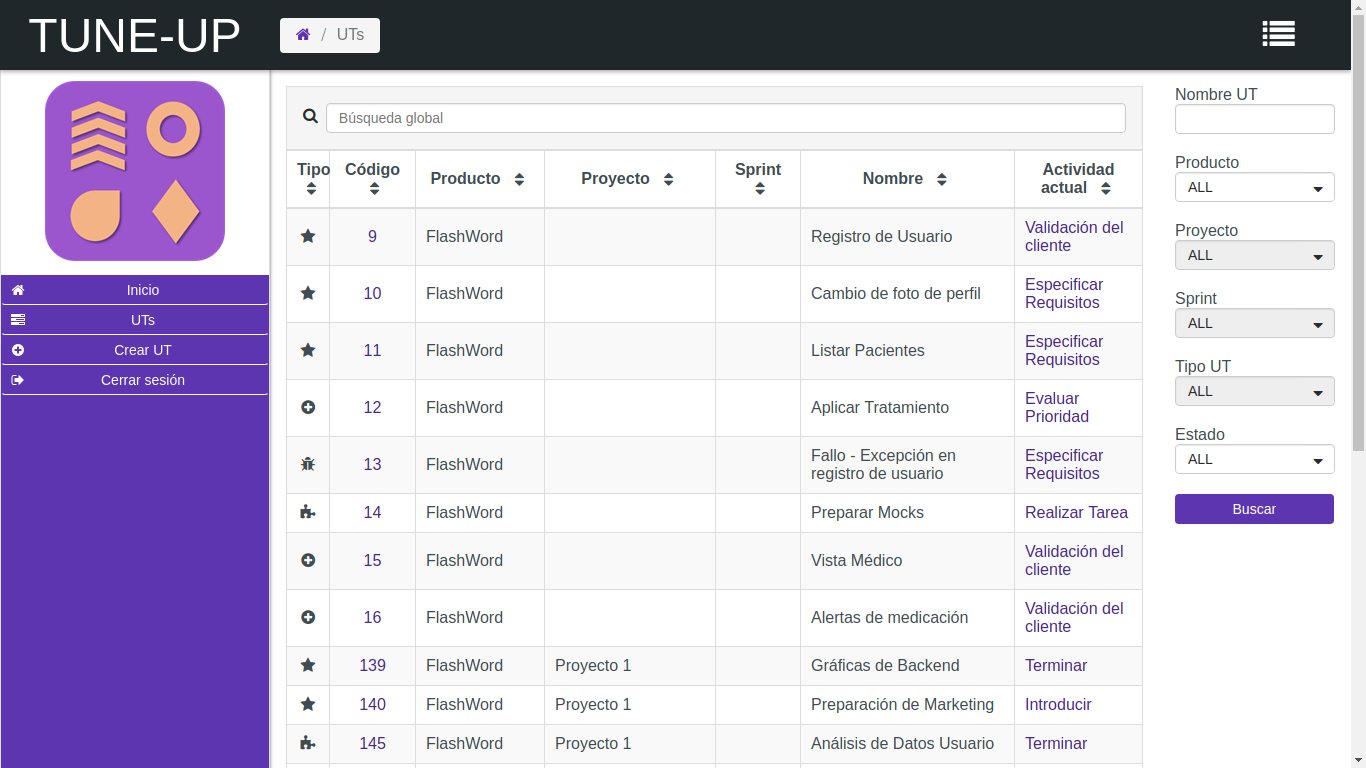 TUNE-UP
/ UTs
Inicio
UTs
Crear UT
Cerrar sesión
Búsqueda global
Tipo Código Producto Proyecto Sprint Nombre Actividad
actual
9 FlashWord Registro de Usuario Validación del
cliente
10 FlashWord Cambio de foto de perfil Especificar
Requisitos
11 FlashWord Listar Pacientes Especificar
Requisitos
12 FlashWord Aplicar Tratamiento Evaluar
Prioridad
13 FlashWord Fallo - Excepción en Especificar
registro de usuario Requisitos
14 FlashWord Preparar Mocks Realizar Tarea
15 FlashWord Vista Médico Validación del
cliente
16 FlashWord Alertas de medicación Validación del
cliente
139 FlashWord Proyecto 1 Gráficas de Backend Terminar
140 FlashWord Proyecto 1 Preparación de Marketing Introducir
145 FlashWord Proyecto 1 Análisis de Datos Usuario Terminar
Nombre UT
Producto
ALL
Proyecto
ALL
Sprint
ALL
Tipo UT
ALL
Estado
ALL
Buscar